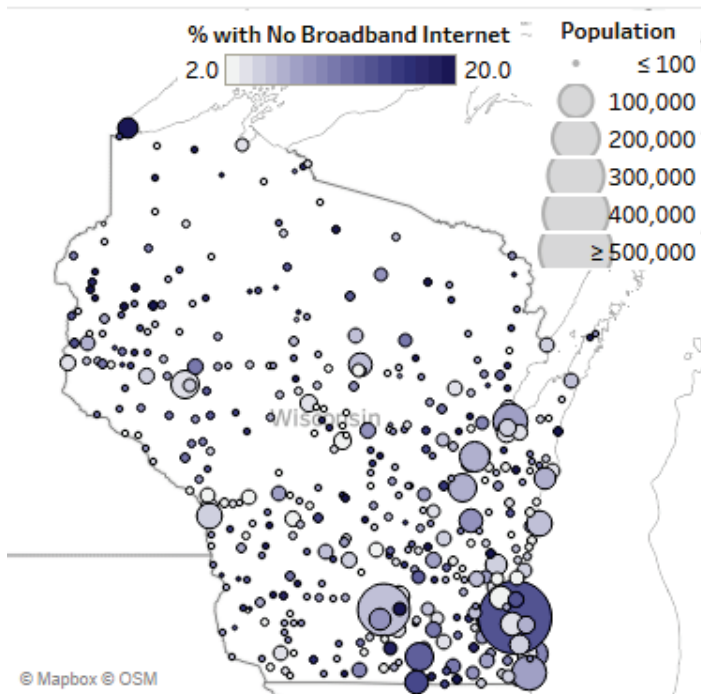 % with No Broadband Internet
2.0
20.0
Population
≤ 100
100,000
200,000
300,000
400,000
≥ 500,000
Wisconsin
© Mapbox © OSM